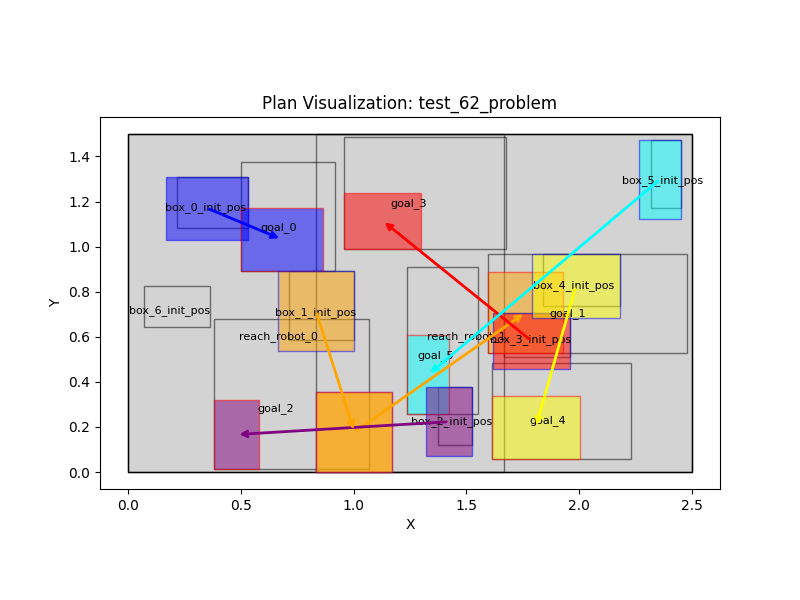 Plan Visualization: test_62_problem
1.4
1.2
1.0
0.8
0.6
0.4
0.2
0.0
Y
box_5_init_pos
box_0_init_pos
goal_3
goal_0
box_4_init_pos
box_6_init_pos
box_1_init_pos
goal_1
reach_robot_0
reach_robot_1
box_3_init_pos
goal_5
goal_2
box_2_init_pos
goal_4
0.0
0.5
1.0
1.5
2.0
2.5
X